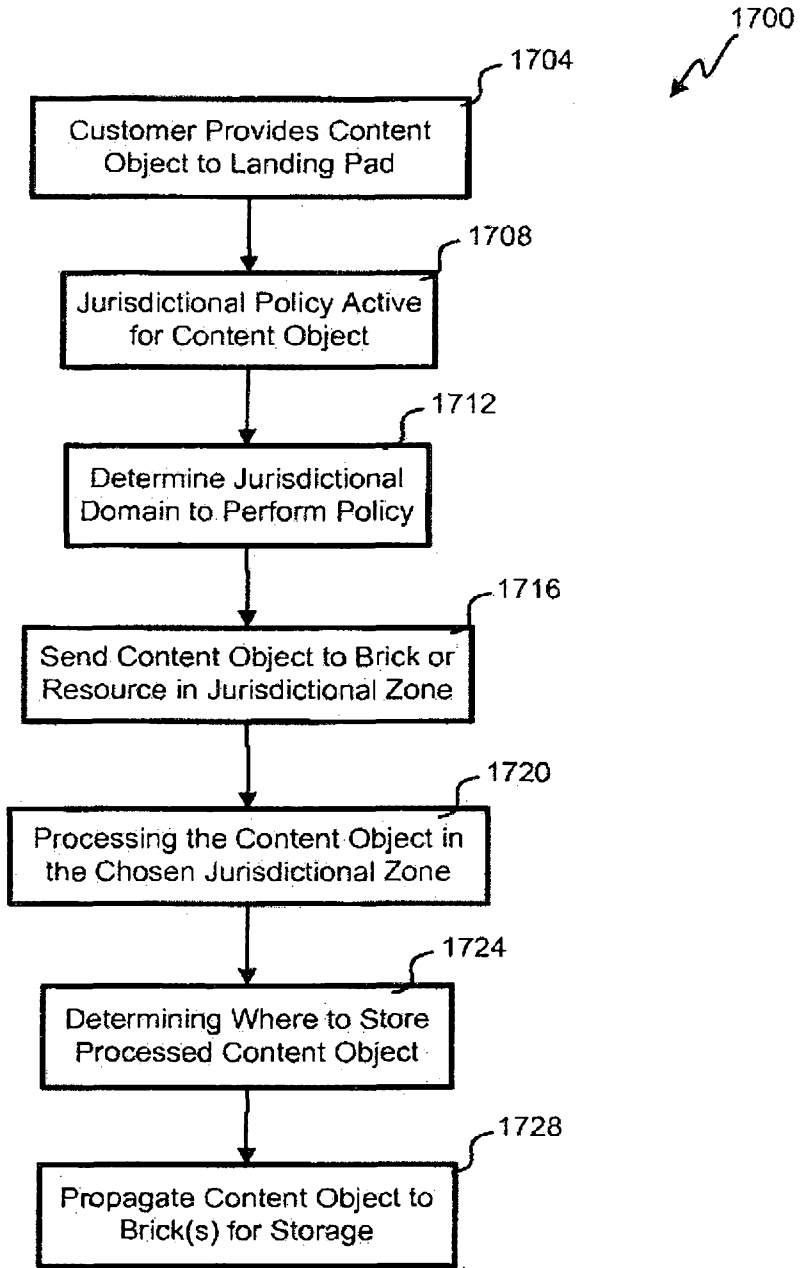 1700
1704
Customer Provides Content
Object to Landing Pad
1708
Jurisdictional Policy Active
for Content Object
1712
Determine Jurisdictional
Domain to Perform Policy
1716
Send Content Object to Brick or
Resource in Jurisdictional Zone
1720
Processing the Content Object in
the Chosen Jurisdictional Zone
1724
Determining Where to Store
Processed Content Object
1728
Propagate Content Object to
Brick(s) for Storage